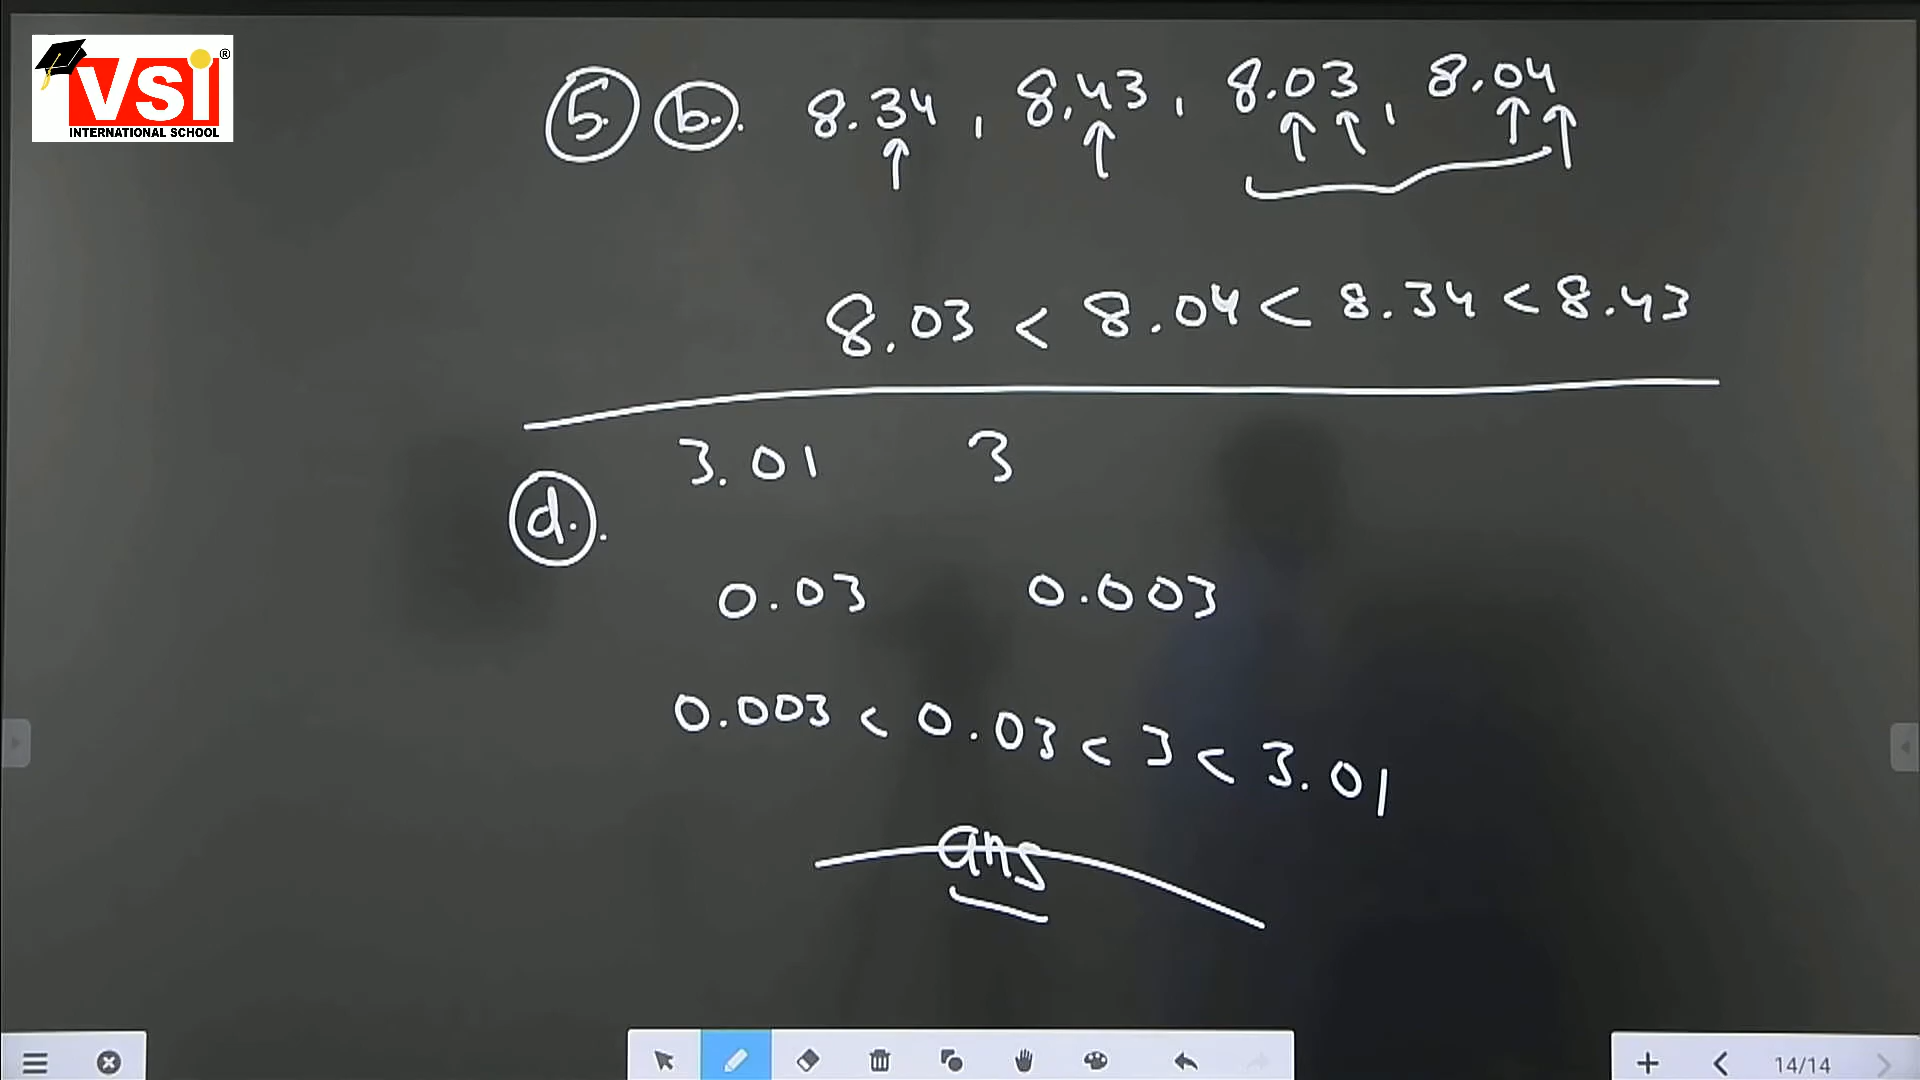 VSI ®
INTERNATIONAL SCHOOL
5. b. 8.34, 8.43, 8.03, 8.04
8.03 < 8.04 < 8.34 < 8.43
d. 3.01 3
0.03 0.003
0.003 < 0.03 < 3 < 3.01
ans
14/14